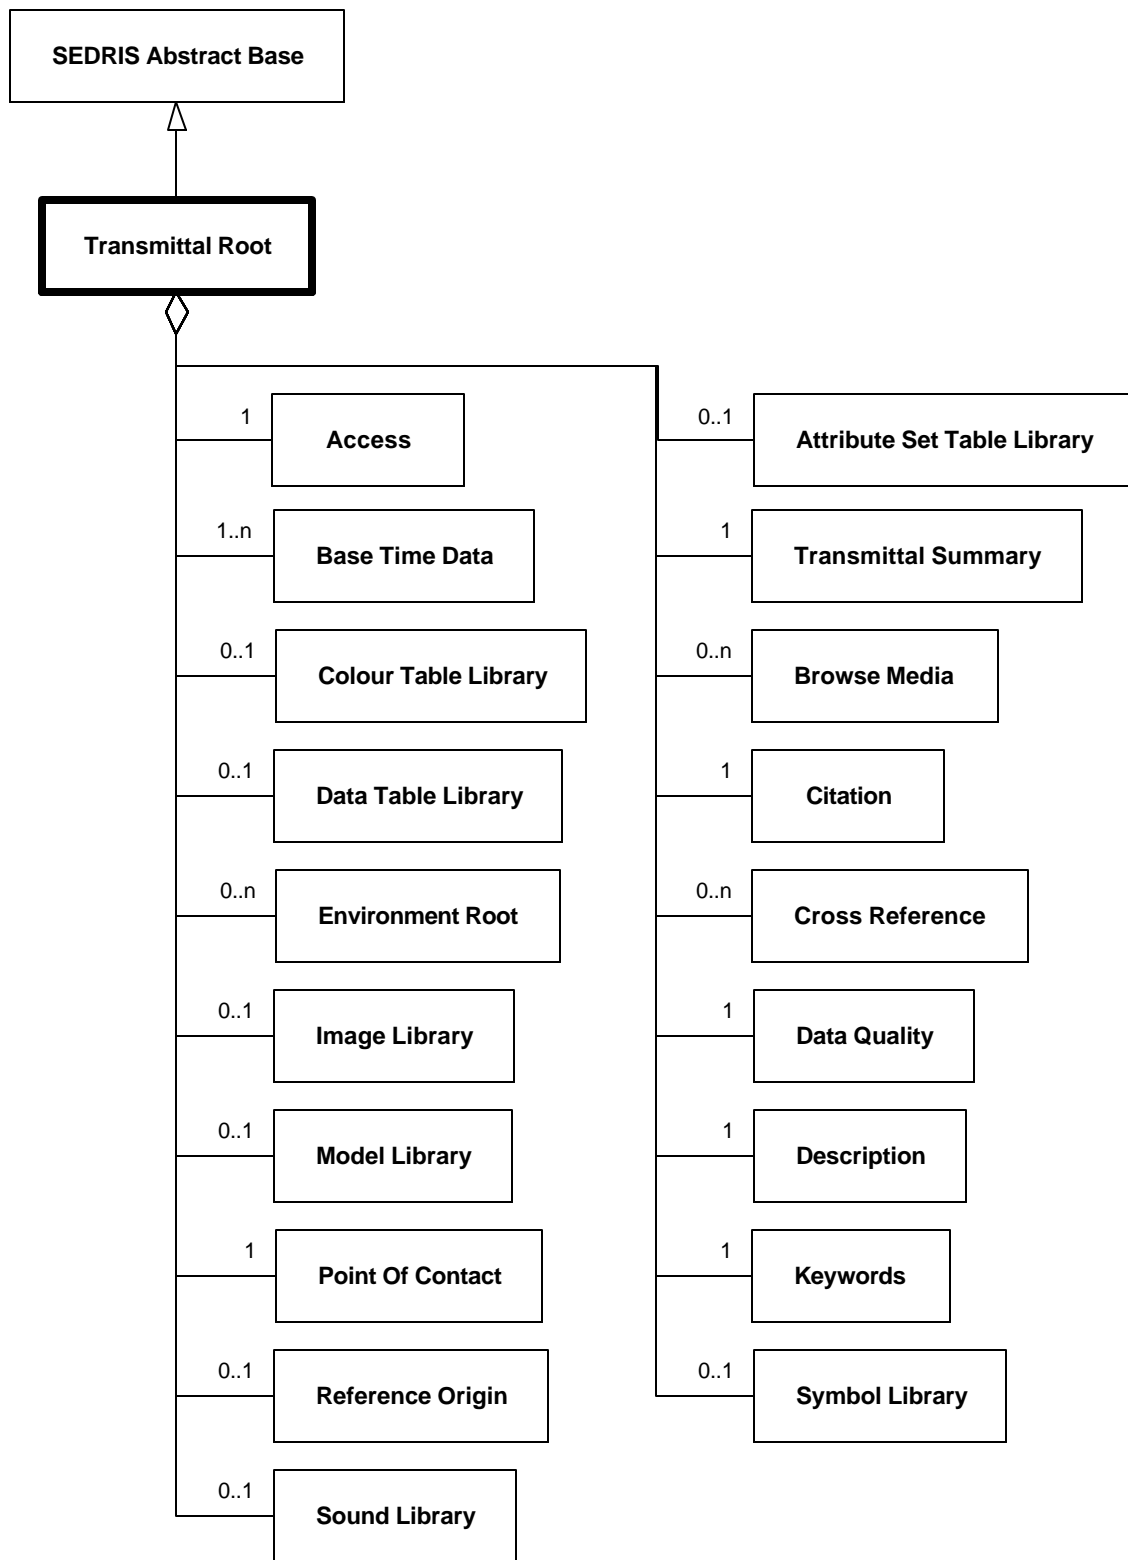 SEDRIS Abstract Base
Transmittal Root
1
Access
1..n
Base Time Data
0..1
Colour Table Library
0..1
Data Table Library
0..n
Environment Root
0..1
Image Library
0..1
Model Library
1
Point Of Contact
0..1
Reference Origin
0..1
Sound Library
0..1
Attribute Set Table Library
1
Transmittal Summary
0..n
Browse Media
1
Citation
0..n
Cross Reference
1
Data Quality
1
Description
1
Keywords
0..1
Symbol Library